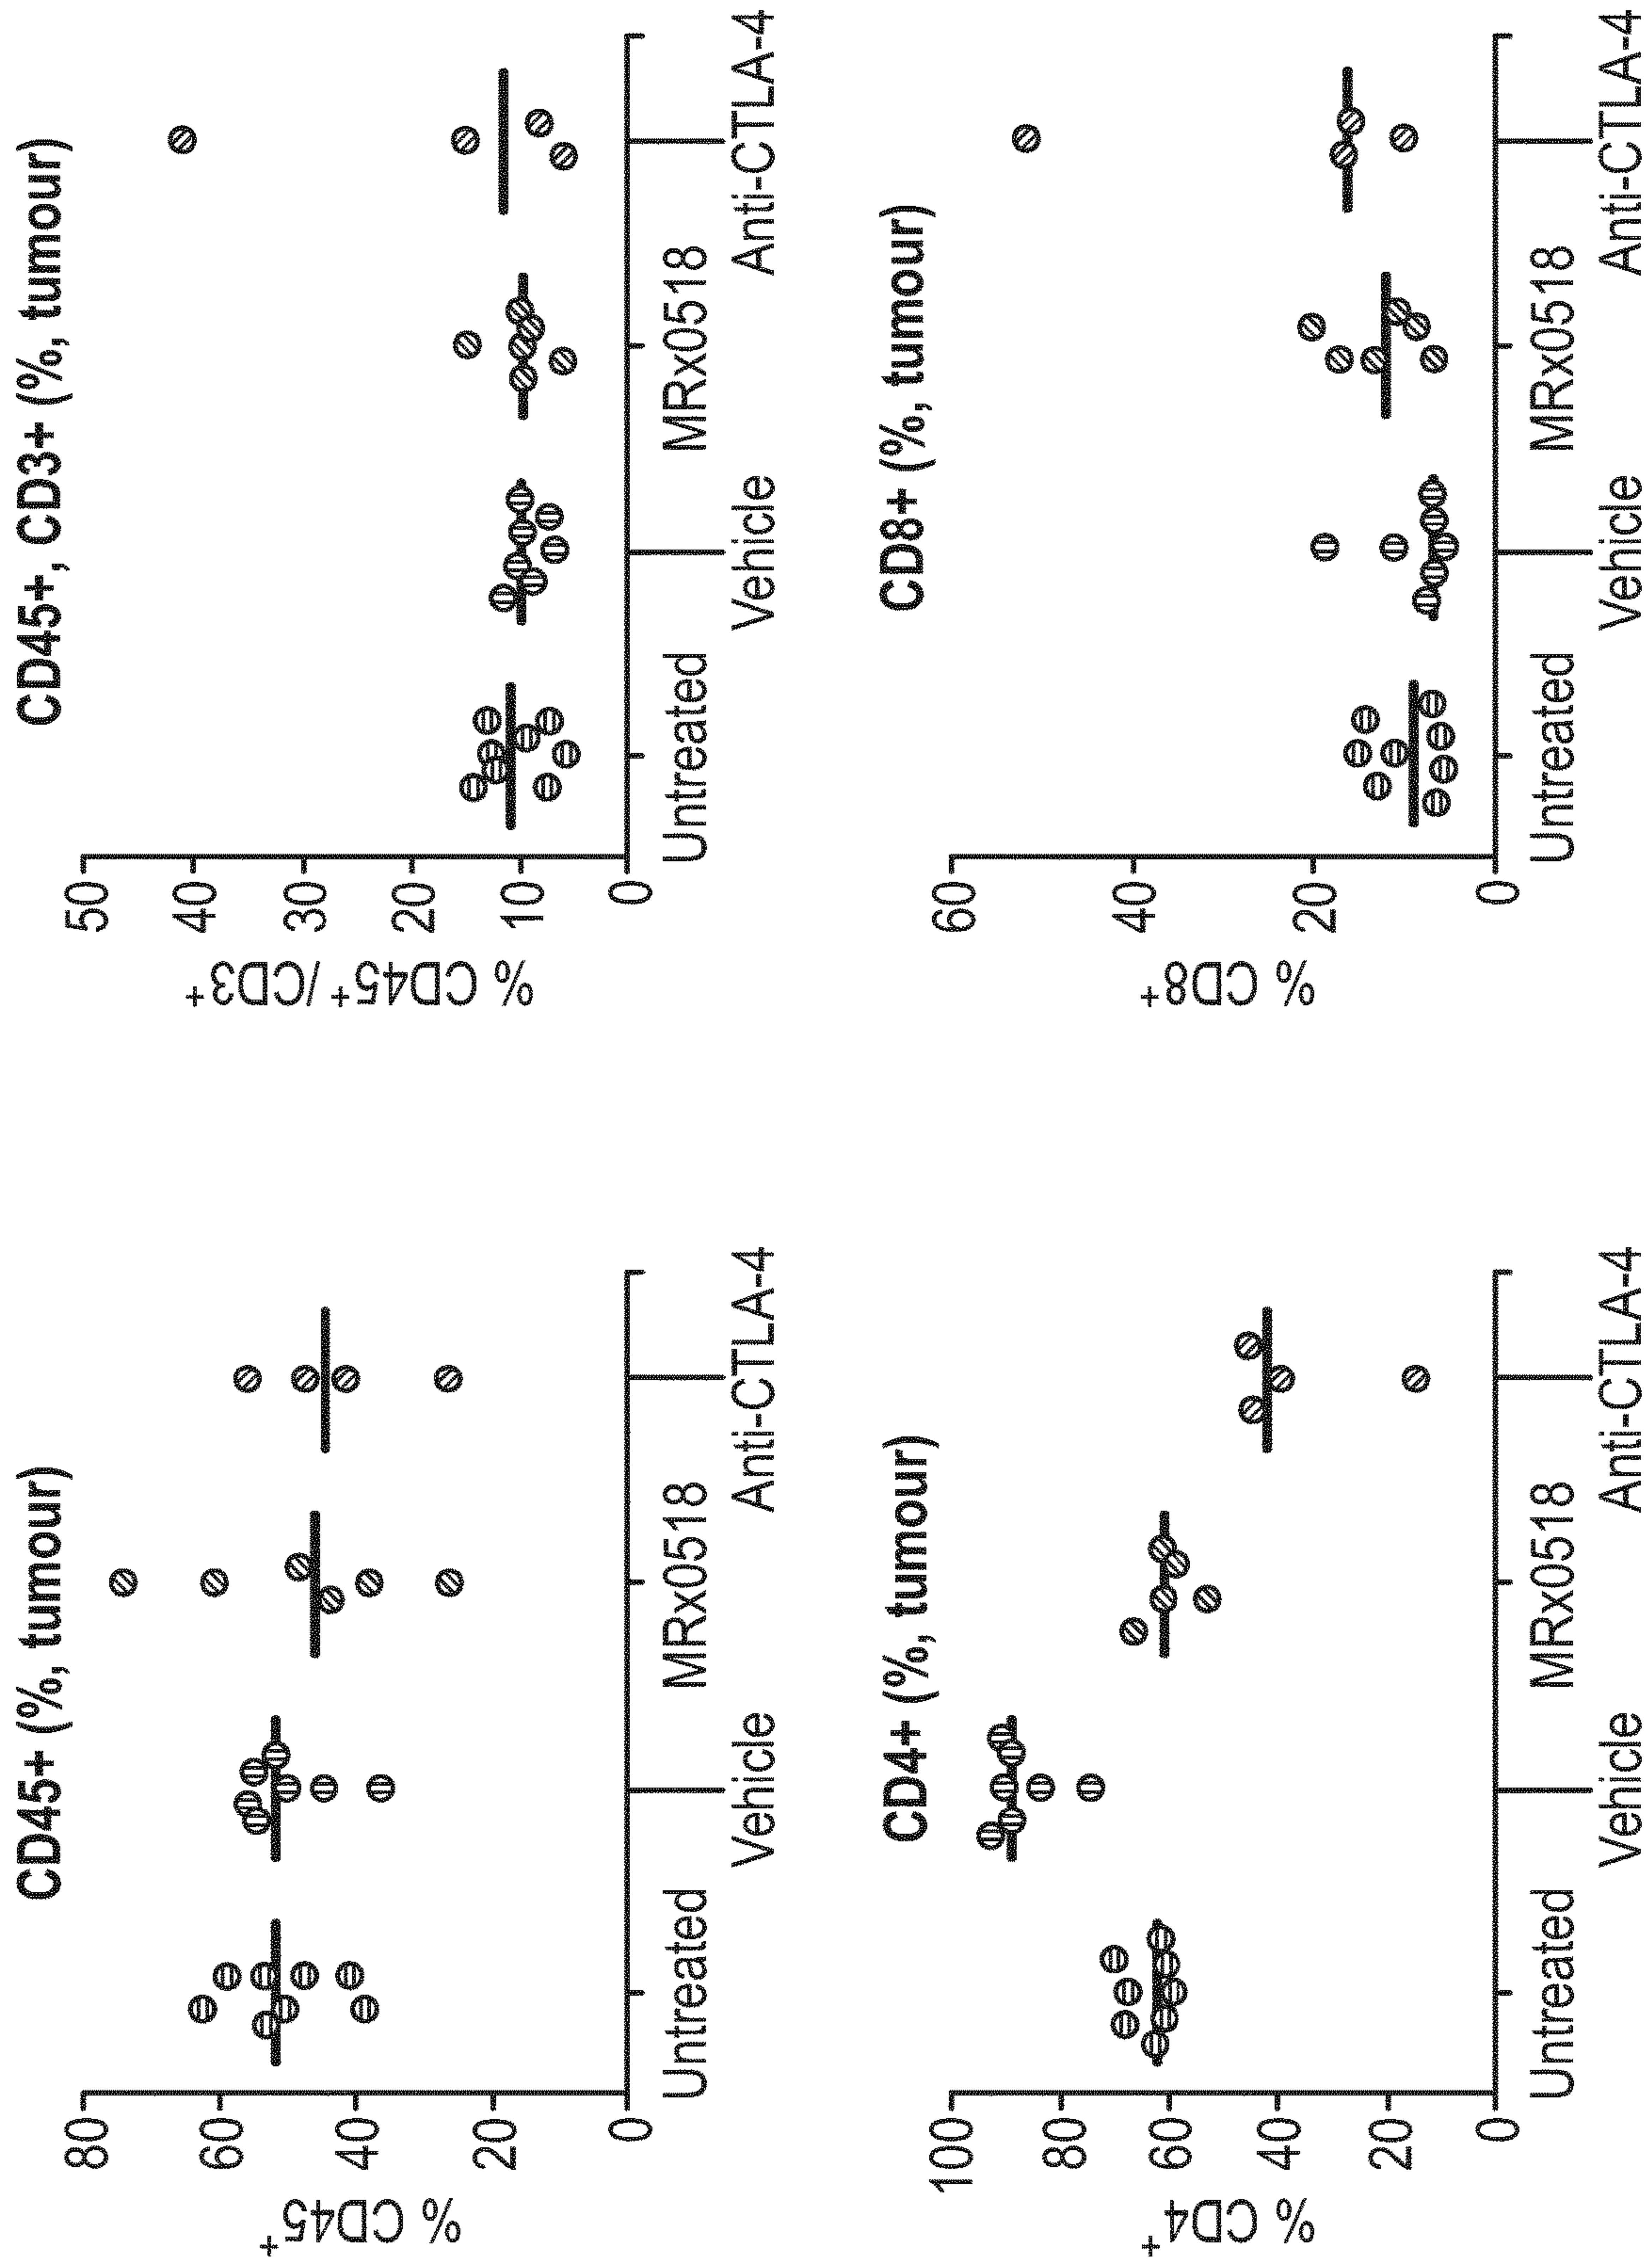 CD45+ (%, tumour)
% CD45+
80
60
40
20
0
Untreated
Vehicle
MRx0518
Anti-CTLA-4
CD45+, CD3+ (%, tumour)
% CD45+/CD3+
50
40
30
20
10
0
Untreated
Vehicle
MRx0518
Anti-CTLA-4
CD4+ (%, tumour)
% CD4+
100
80
60
40
20
0
Untreated
Vehicle
MRx0518
Anti-CTLA-4
CD8+ (%, tumour)
% CD8+
60
40
20
0
Untreated
Vehicle
MRx0518
Anti-CTLA-4